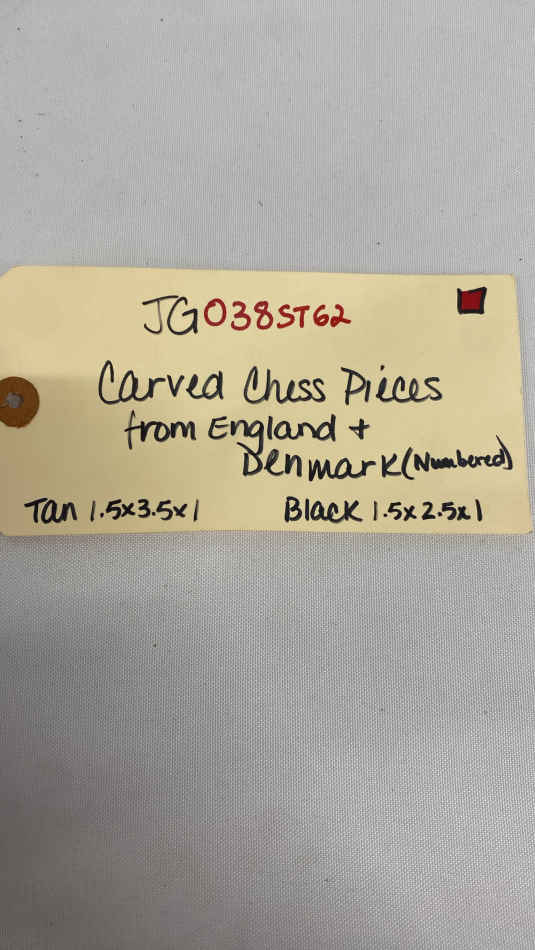 JG038ST62
Carved Chess Pieces
from England +
Denmark (Numbered)
Tan 1.5x3.5x1 Black 1.5x2.5x1